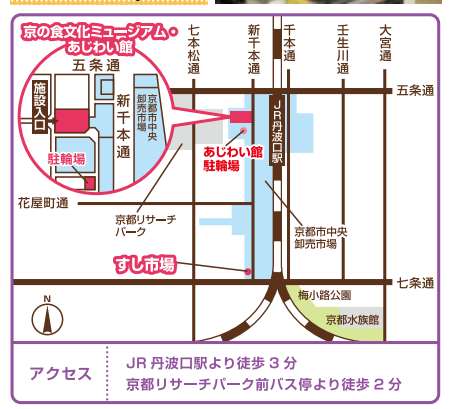 京の食文化ミュージアム・
あじわい館
七本松通
新千本通
千本通
壬生川通
大宮通
五条通
五条通
施設入口
新千本通
京都市中央
卸売市場
駐輪場
JR丹波口駅
あじわい館
駐輪場
花屋町通
京都リサーチ
パーク
京都市中央
卸売市場
すし市場
七条通
N
梅小路公園
京都水族館
アクセス
JR丹波口駅より徒歩3分
京都リサーチパーク前バス停より徒歩2分